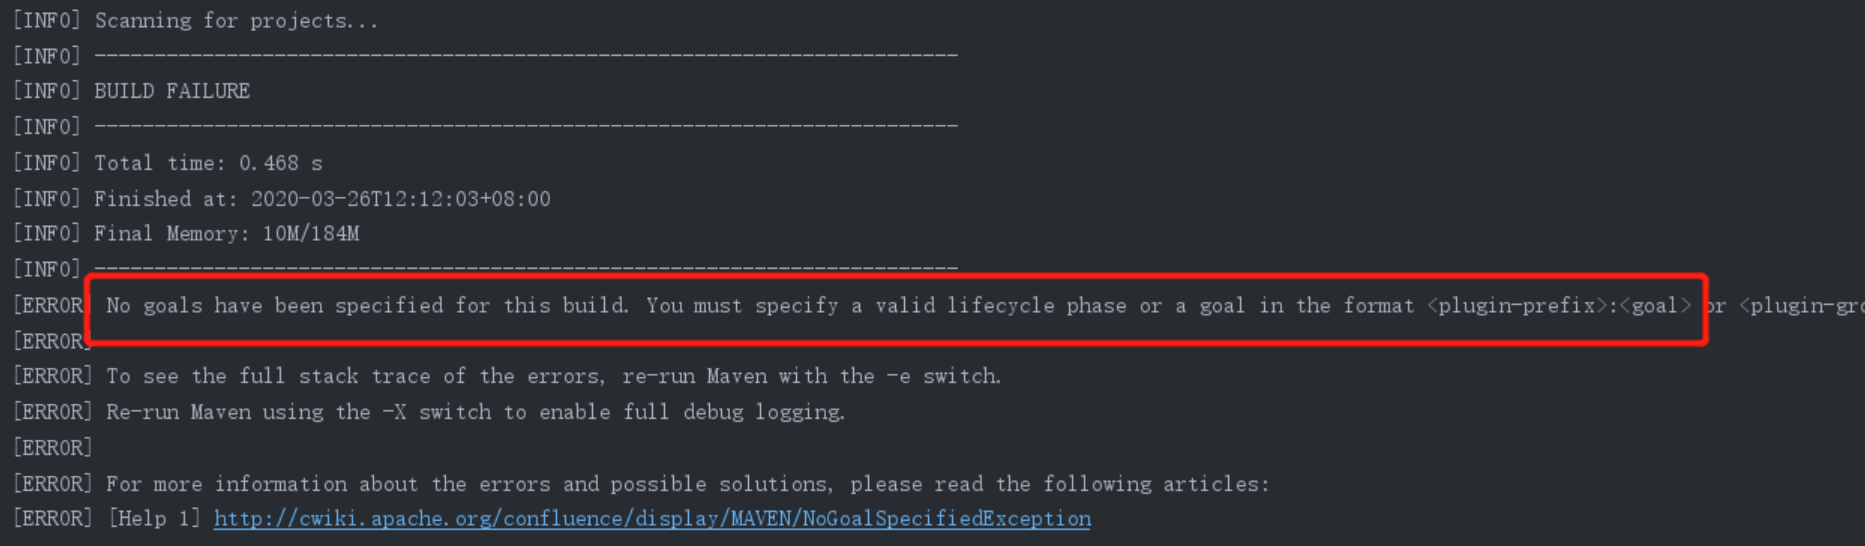 [INFO] Scanning for projects...
[INFO] ------------------------------------------------------------------------
[INFO] BUILD FAILURE
[INFO] ------------------------------------------------------------------------
[INFO] Total time: 0.468 s
[INFO] Finished at: 2020-03-26T12:12:03+08:00
[INFO] Final Memory: 10M/184M
[INFO] ------------------------------------------------------------------------
[ERROR] No goals have been specified for this build. You must specify a valid lifecycle phase or a goal in the format <plugin-prefix>:<goal> or <plugin-gro
[ERROR]
[ERROR] To see the full stack trace of the errors, re-run Maven with the -e switch.
[ERROR] Re-run Maven using the -X switch to enable full debug logging.
[ERROR]
[ERROR] For more information about the errors and possible solutions, please read the following articles:
[ERROR] [Help 1] http://cwiki.apache.org/confluence/display/MAVEN/NoGoalSpecifiedException